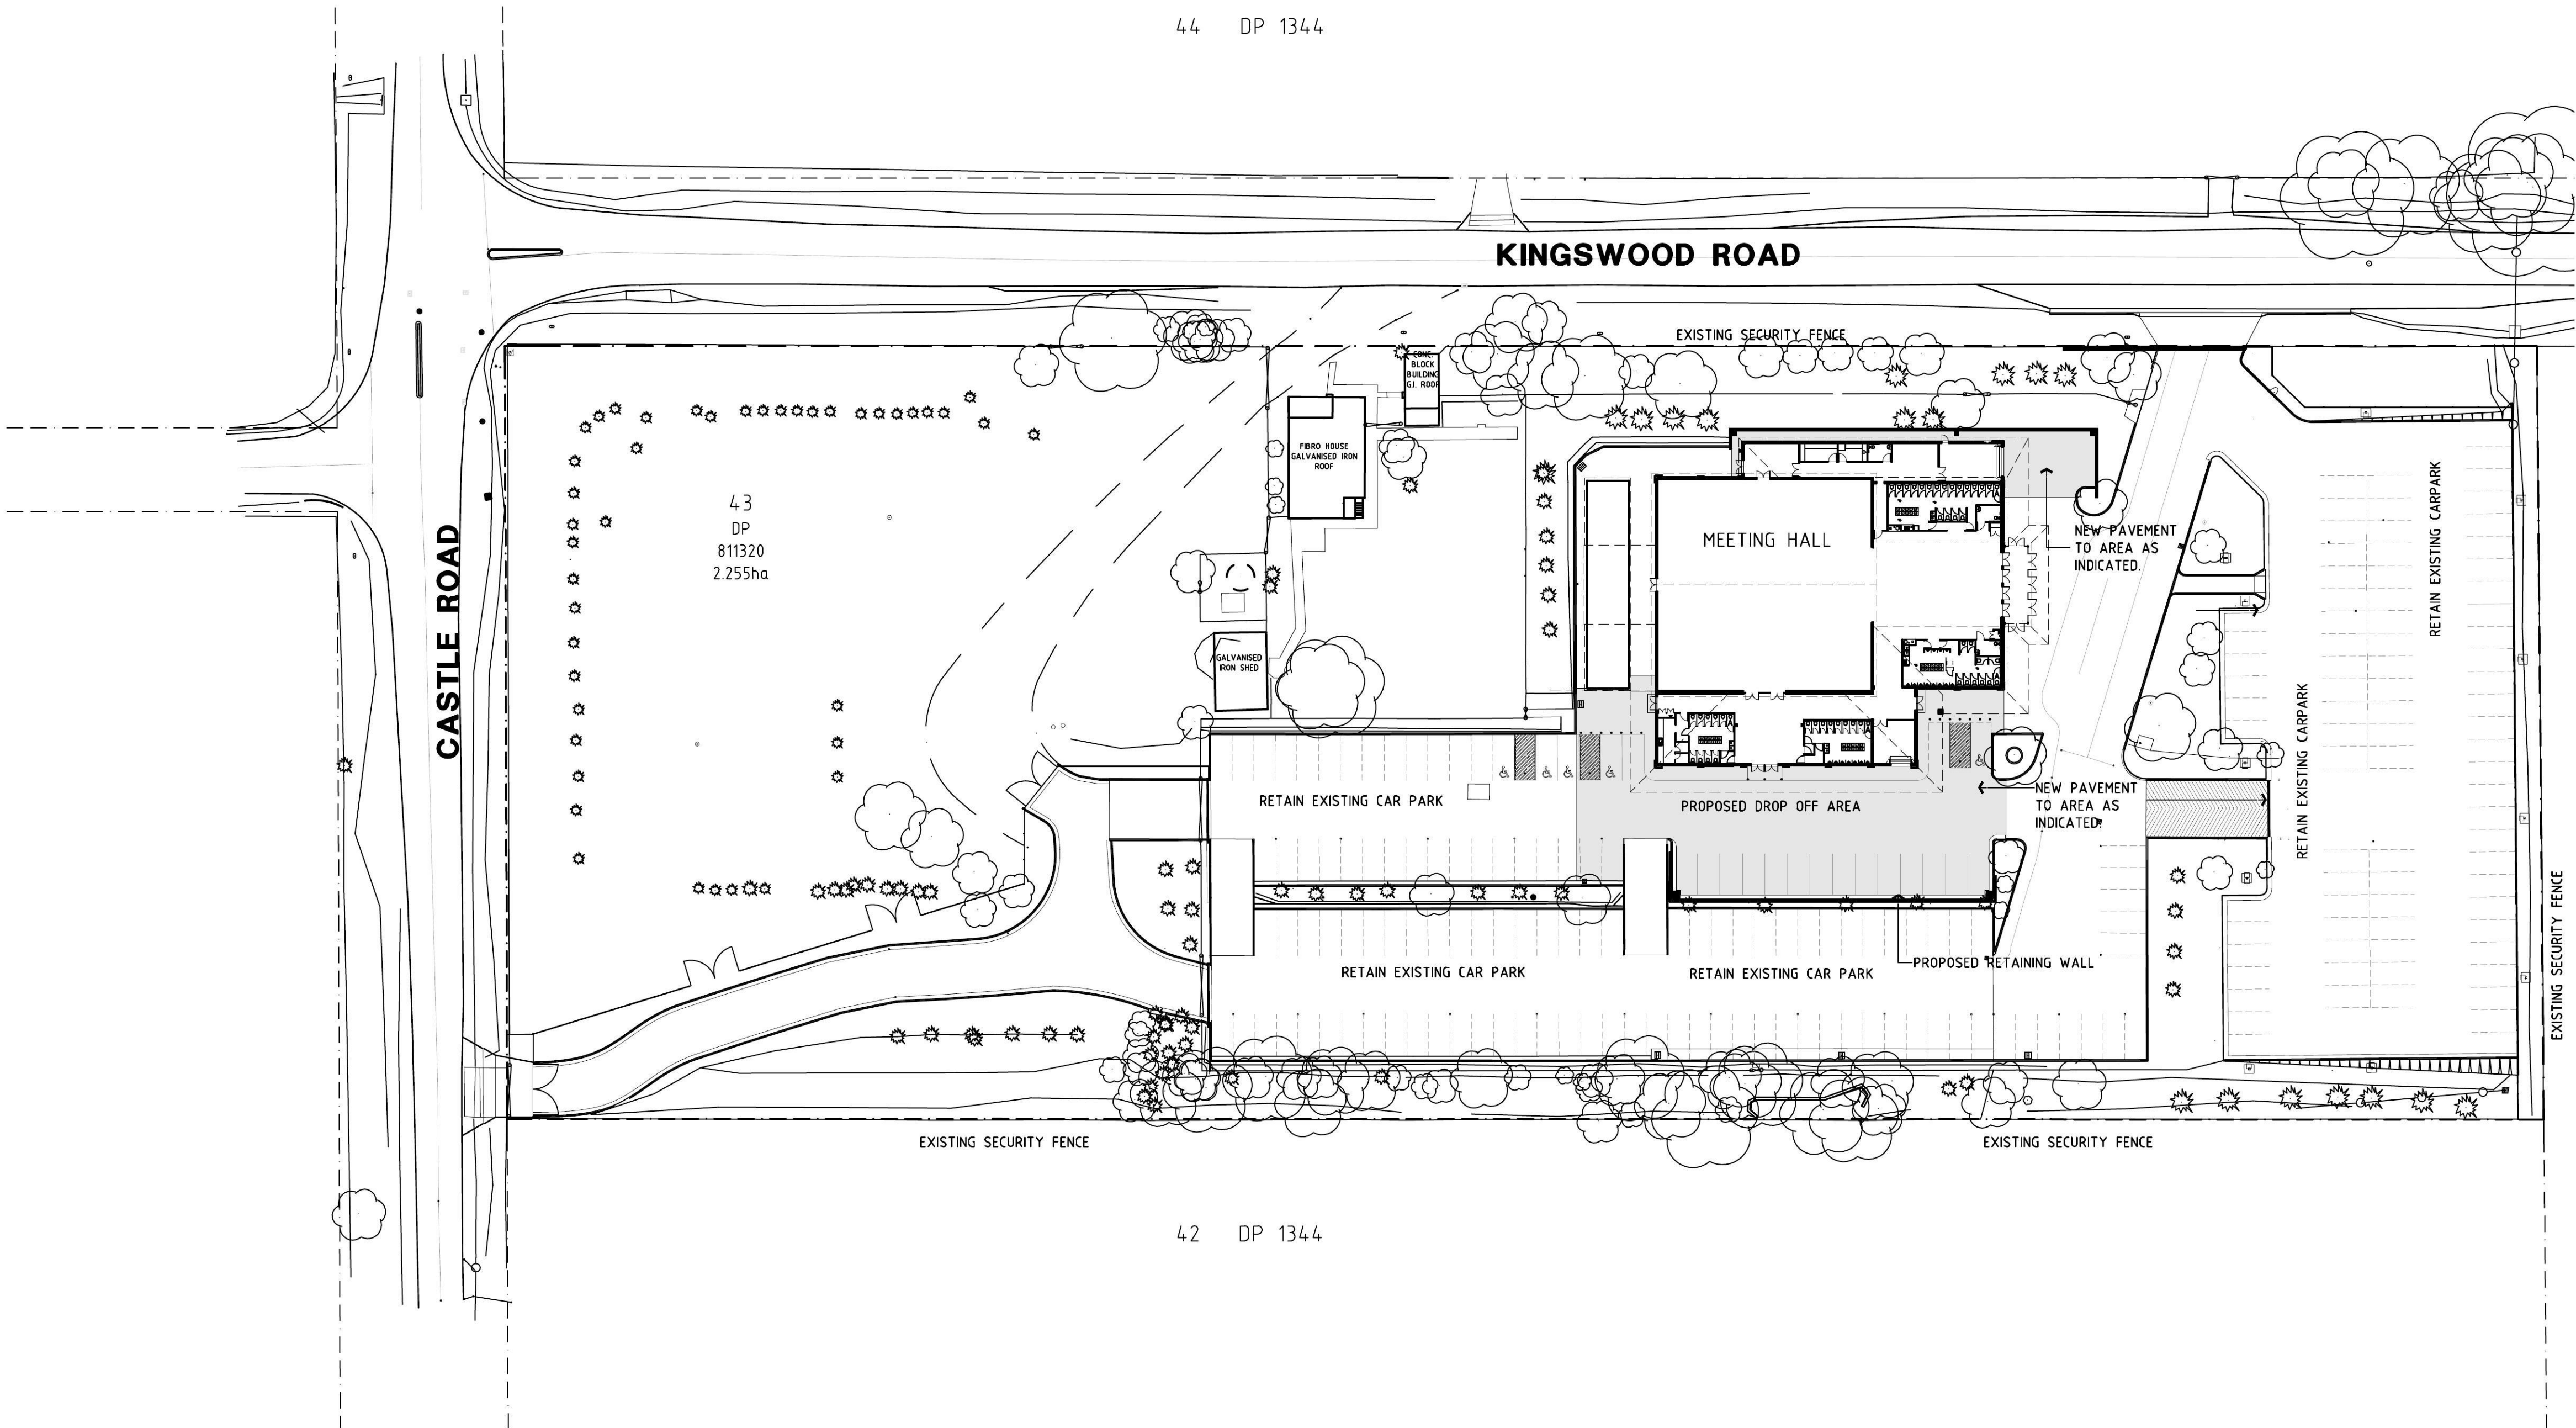 44 DP 1344
KINGSWOOD ROAD
EXISTING SECURITY FENCE
CONC.
BLOCK
BUILDING
G.I. ROOF
FIBRO HOUSE
GALVANISED IRON
ROOF
43
DP
811320
2.255ha
CASTLE ROAD
MEETING HALL
NEW PAVEMENT
TO AREA AS
INDICATED.
RETAIN EXISTING CARPARK
GALVANISED
IRON SHED
RETAIN EXISTING CARPARK
RETAIN EXISTING CAR PARK
PROPOSED DROP OFF AREA
NEW PAVEMENT
TO AREA AS
INDICATED.
RETAIN EXISTING CAR PARK
RETAIN EXISTING CAR PARK
PROPOSED RETAINING WALL
EXISTING SECURITY FENCE
EXISTING SECURITY FENCE
EXISTING SECURITY FENCE
42 DP 1344